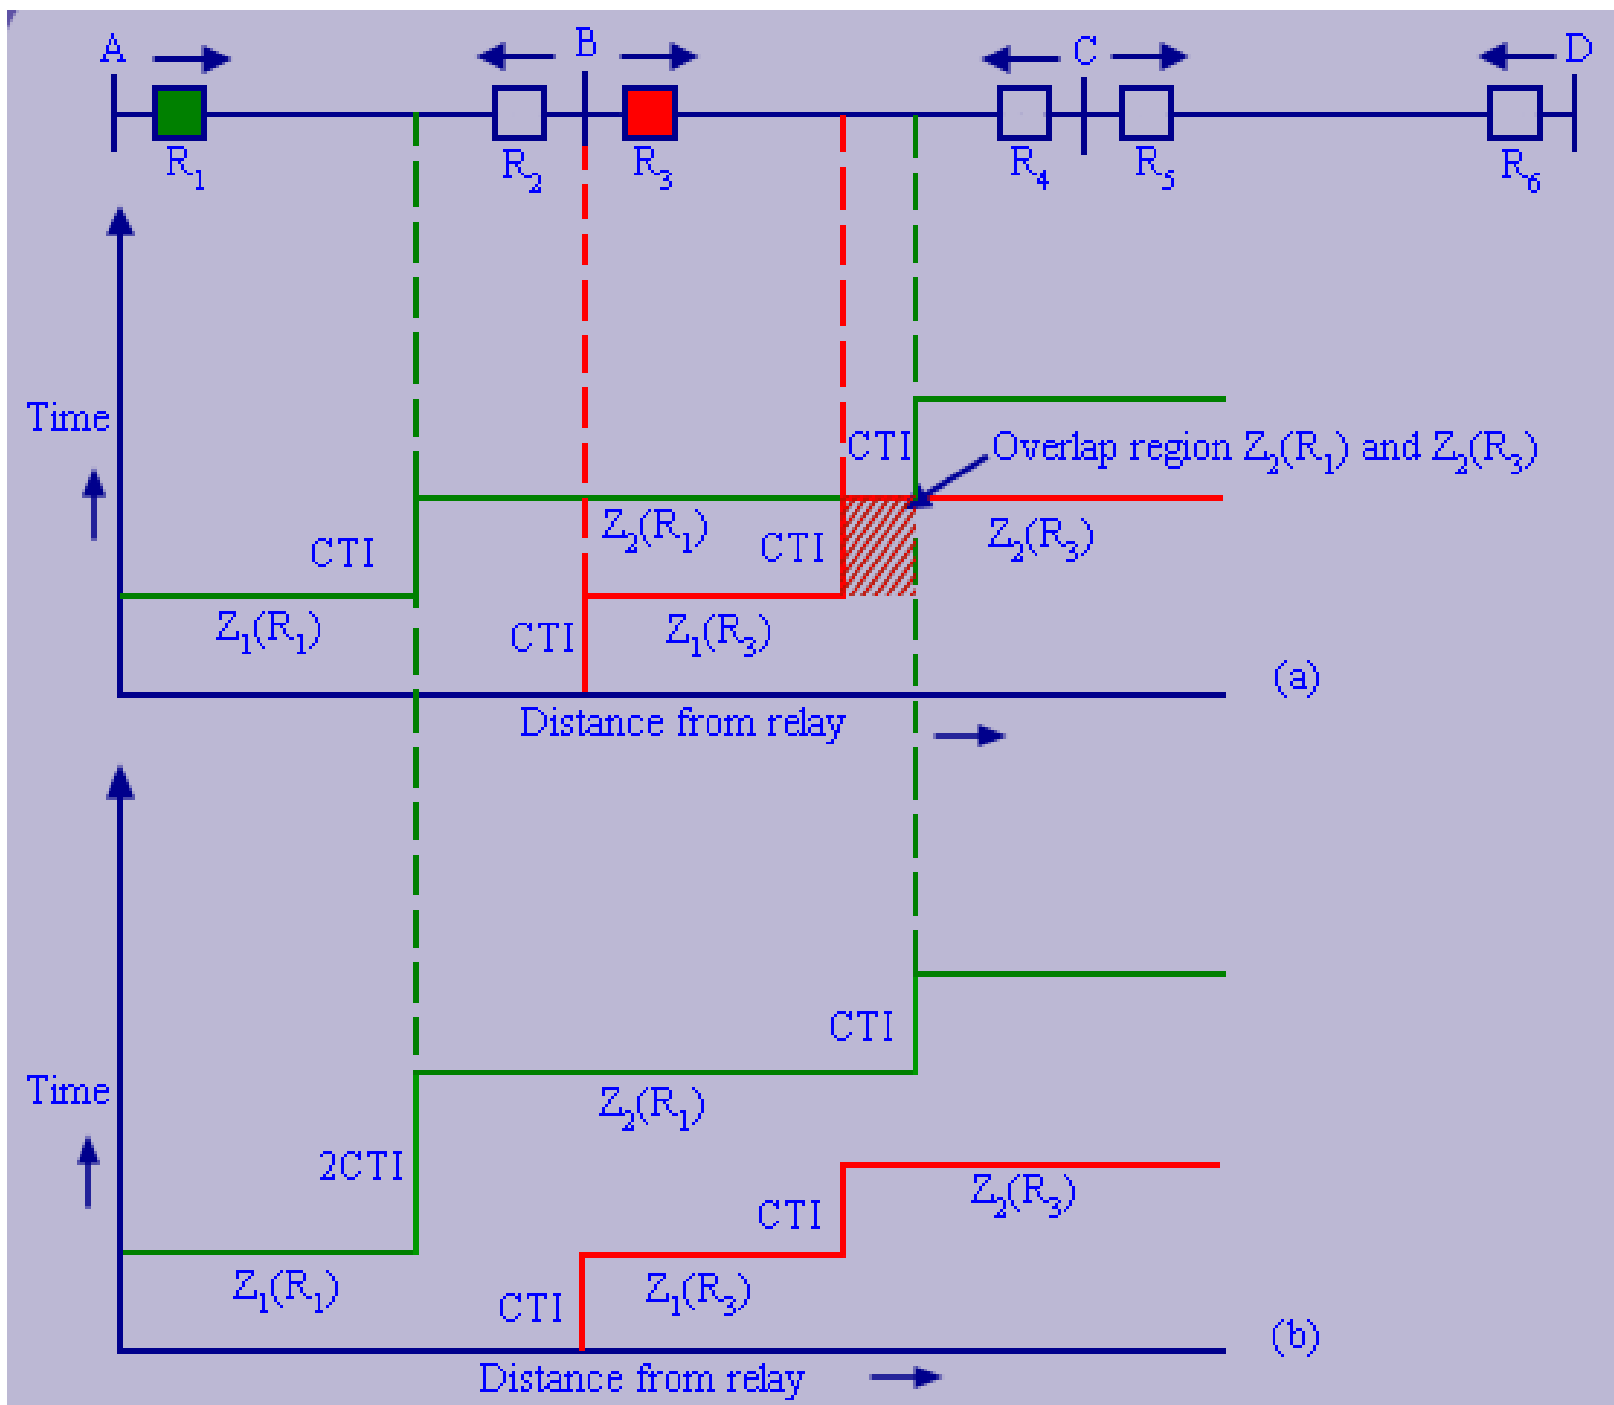 A B C D
R1 R2 R3 R4 R5 R6
Time
CTI
Overlap region Z2(R1) and Z2(R3)
Z2(R1)
CTI
CTI
Z2(R3)
Z1(R1)
CTI
Z1(R3)
(a)
Distance from relay
CTI
Time
Z2(R1)
2CTI
CTI
Z2(R3)
Z1(R1)
CTI
Z1(R3)
(b)
Distance from relay